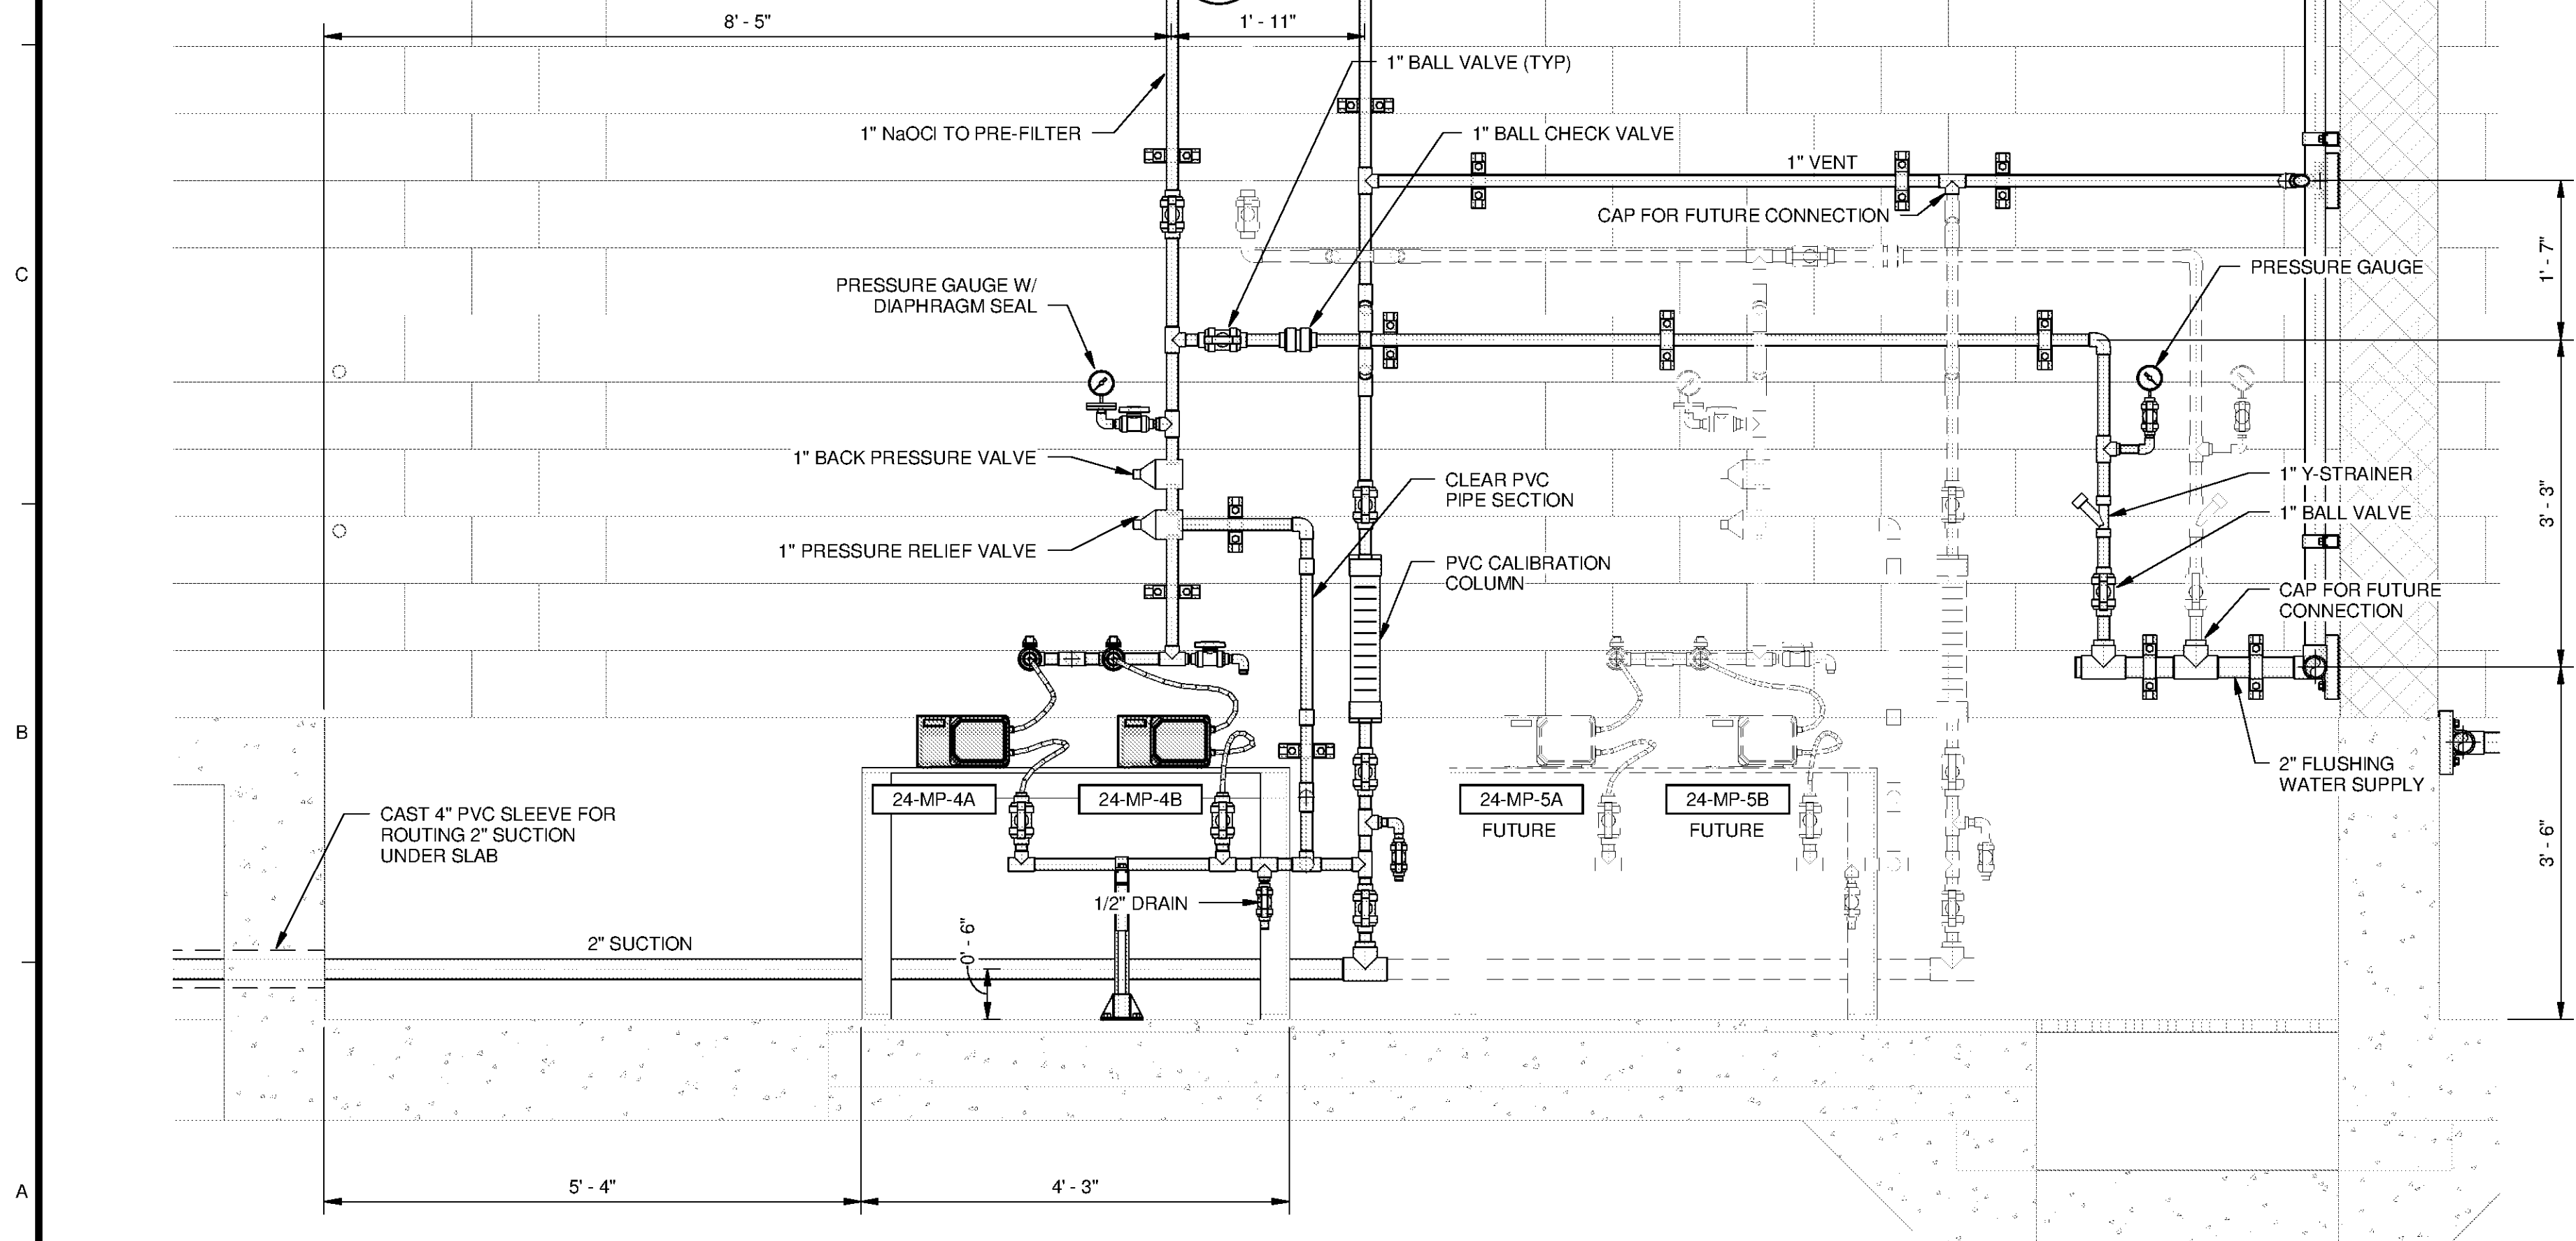 8' - 5"
1' - 11"
1" BALL VALVE (TYP)
1" NaOCl TO PRE-FILTER
1" BALL CHECK VALVE
1" VENT
CAP FOR FUTURE CONNECTION
C
PRESSURE GAUGE W/
DIAPHRAGM SEAL
PRESSURE GAUGE
1' - 7"
1" BACK PRESSURE VALVE
CLEAR PVC
PIPE SECTION
1" Y-STRAINER
1" BALL VALVE
3' - 3"
1" PRESSURE RELIEF VALVE
PVC CALIBRATION
COLUMN
CAP FOR FUTURE
CONNECTION
B
2" FLUSHING
WATER SUPPLY
24-MP-4A
24-MP-4B
24-MP-5A
FUTURE
24-MP-5B
FUTURE
CAST 4" PVC SLEEVE FOR
ROUTING 2" SUCTION
UNDER SLAB
3' - 6"
1/2" DRAIN
2" SUCTION
0' - 6"
A
5' - 4"
4' - 3"